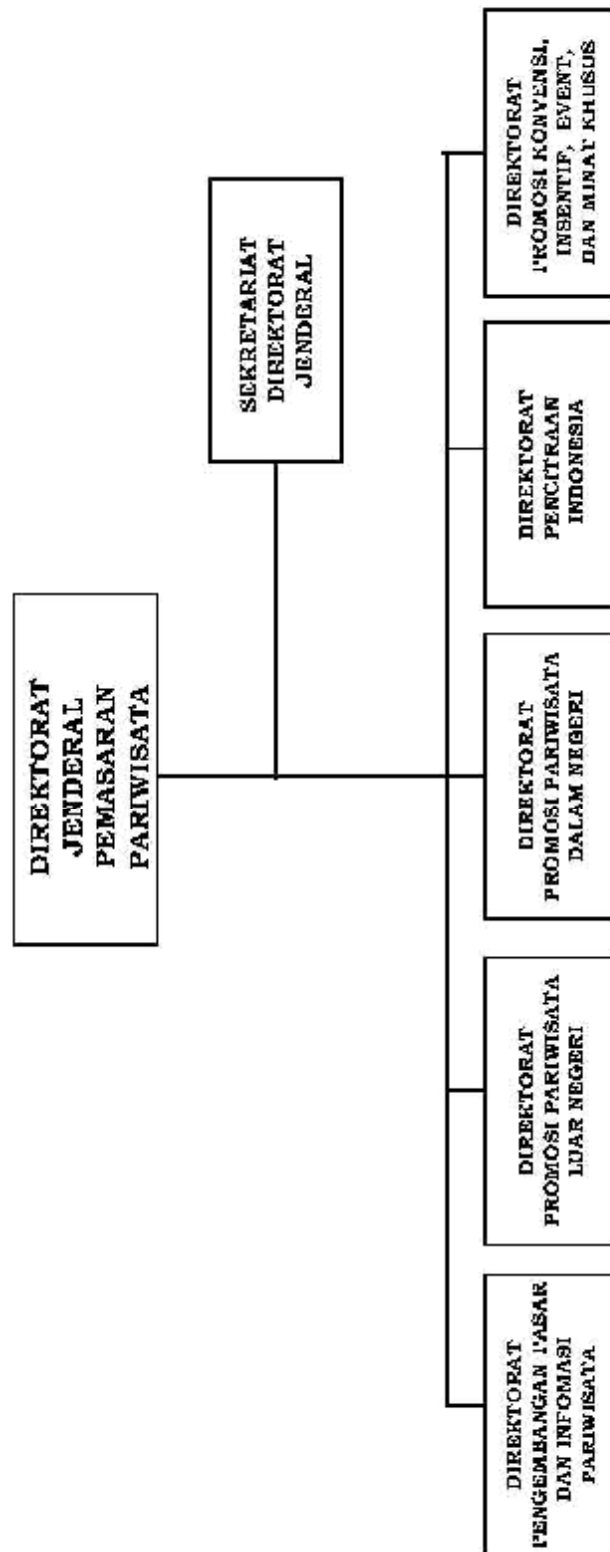 DIREKTORAT
JENDERAL
PEMASARAN
PARIWISATA
SEKRETARIAT
DIREKTORAT
JENDERAL
DIREKTORAT
PENGEMBANGAN PASAR
DAN INFOMASI
PARIWISATA
DIREKTORAT
PROMOSI PARIWISATA
LUAR NEGERI
DIREKTORAT
PROMOSI PARIWISATA
DALAM NEGERI
DIREKTORAT
PENCITRAAN
INDONESIA
DIREKTORAT
PROMOSI KONVENSI,
INSENTIF, EVENT,
DAN MINAT KHUSUS